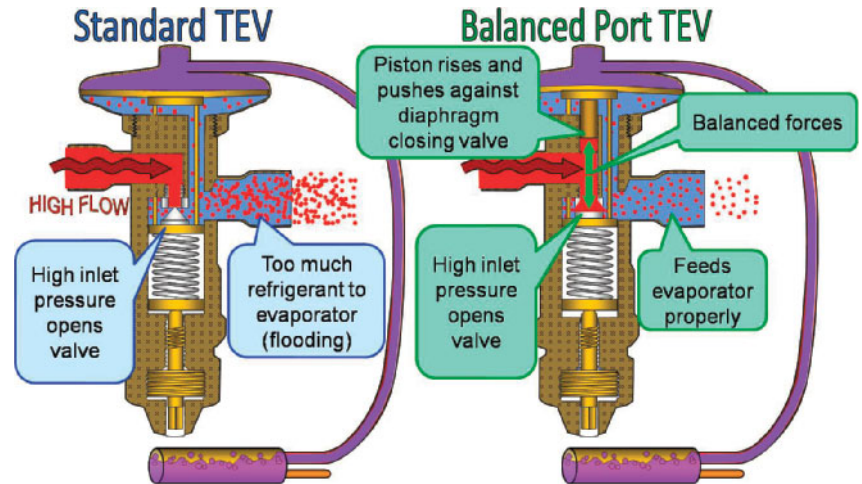 Standard TEV
HIGH FLOW
High inlet
pressure
opens
valve
Too much
refrigerant to
evaporator
(flooding)
Balanced Port TEV
Piston rises and
pushes against
diaphragm
closing valve
Balanced forces
High inlet
pressure
opens
valve
Feeds
evaporator
properly